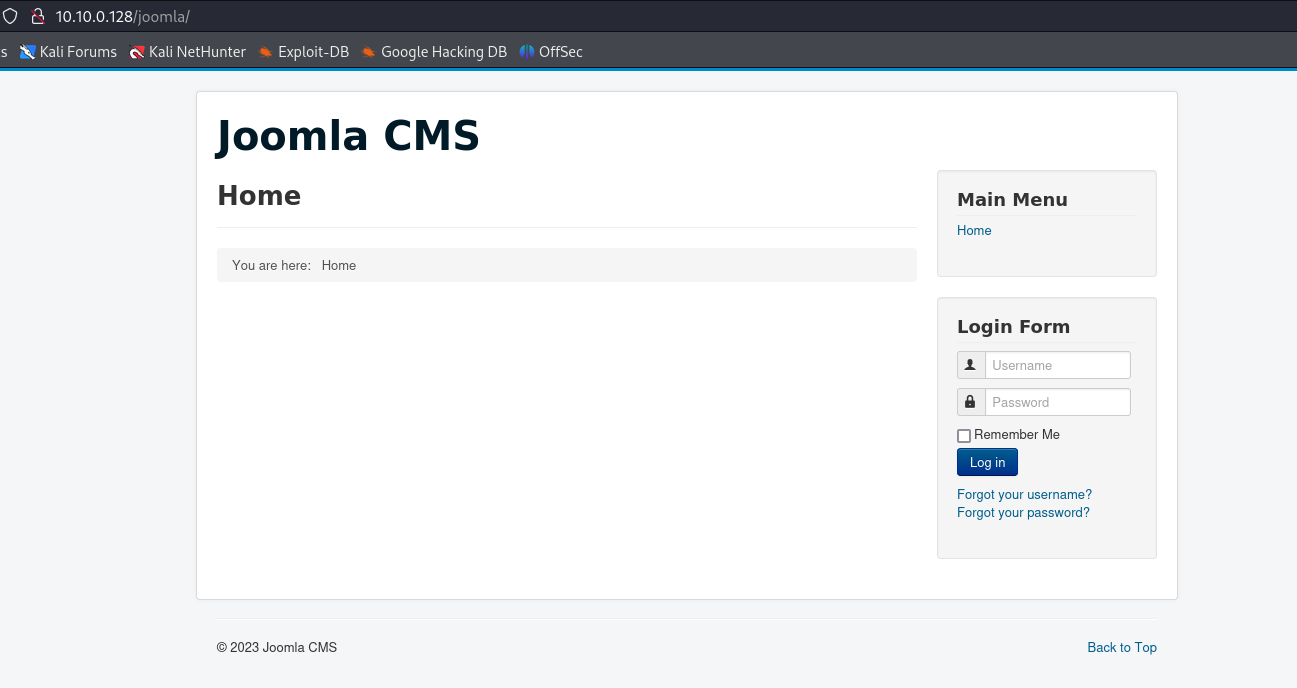 10.10.0.128/joomla/
s Kali Forums Kali NetHunter Exploit-DB Google Hacking DB OffSec
Joomla CMS
Home
You are here: Home
Main Menu
Home
Login Form
Username
Password
Remember Me
Log in
Forgot your username?
Forgot your password?
© 2023 Joomla CMS
Back to Top